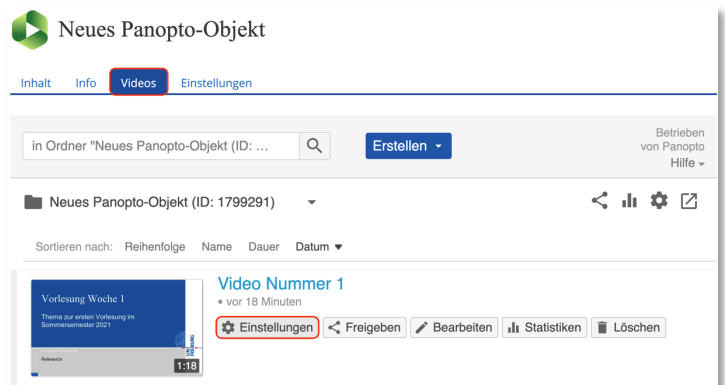 Neues Panopto-Objekt
Inhalt Info Videos Einstellungen
in Ordner "Neues Panopto-Objekt (ID: ...
Erstellen
Betrieben
von Panopto
Hilfe
Neues Panopto-Objekt (ID: 1799291)
Sortieren nach: Reihenfolge Name Dauer Datum ▼
Video Nummer 1
• vor 18 Minuten
Einstellungen Freigeben Bearbeiten Statistiken Löschen
Vorlesung Woche 1
Thema zur ersten Vorlesung im
Sommersemester 2021
UNI
FREIBURG
1:18